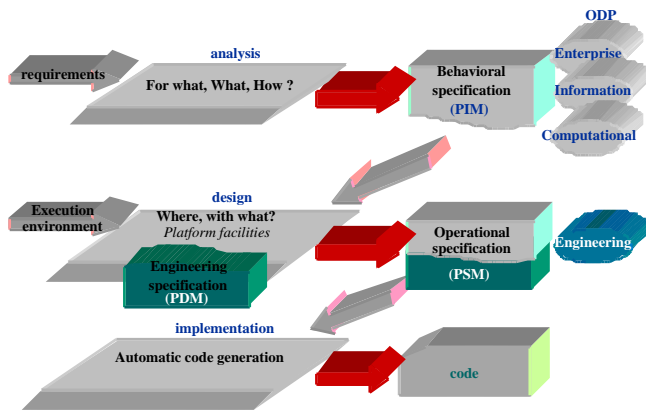 ODP
analysis
Enterprise
requirements
For what, What, How ?
Behavioral
specification
(PIM)
Information
Computational
design
Execution
environment
Where, with what?
Platform facilities
Operational
specification
Engineering
Engineering
specification
(PDM)
(PSM)
implementation
Automatic code generation
code